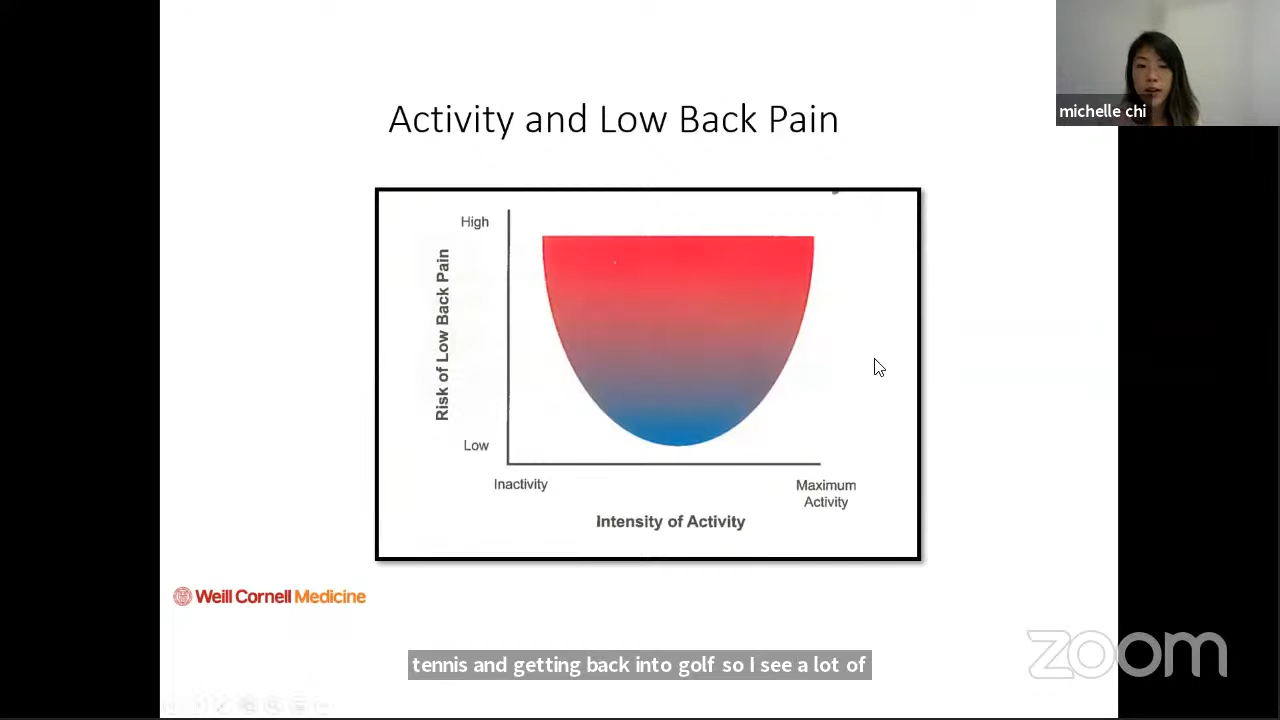 michelle chi
Activity and Low Back Pain
High
Risk of Low Back Pain
Low
Inactivity
Maximum
Activity
Intensity of Activity
Weill Cornell Medicine
tennis and getting back into golf so I see a lot of
zoom